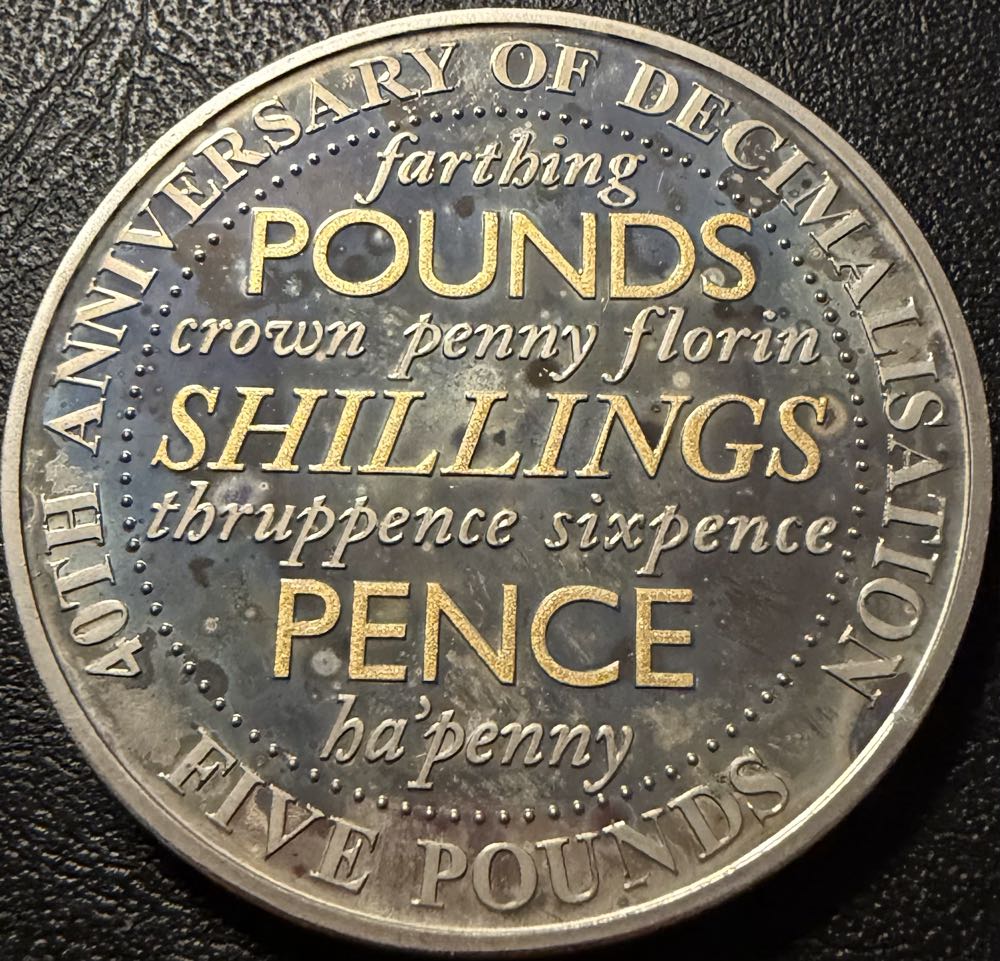 40TH ANNIVERSARY OF DECIMALISATION
farthing
POUNDS
crown penny florin
SHILLINGS
thruppence sixpence
PENCE
ha'penny
FIVE POUNDS